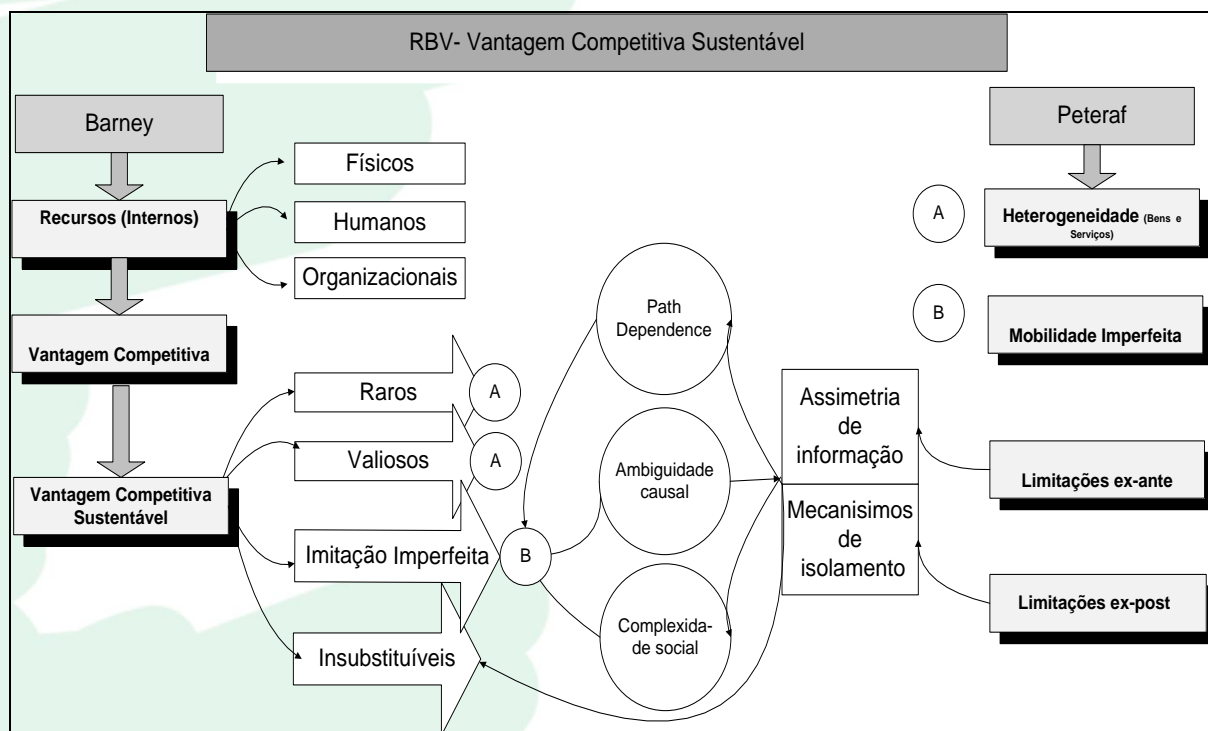 RBV- Vantagem Competitiva Sustentável
Barney
Recursos (Internos)
Vantagem Competitiva
Vantagem Competitiva
Sustentável
Físicos
Humanos
Organizacionais
Raros
Valiosos
Imitação Imperfeita
Insubstituíveis
A
A
B
Path
Dependence
Ambiguidade
causal
Complexida-
de social
Assimetria
de
informação
Mecanisimos
de
isolamento
Peteraf
A
Heterogeneidade (Bens e
Serviços)
B
Mobilidade Imperfeita
Limitações ex-ante
Limitações ex-post